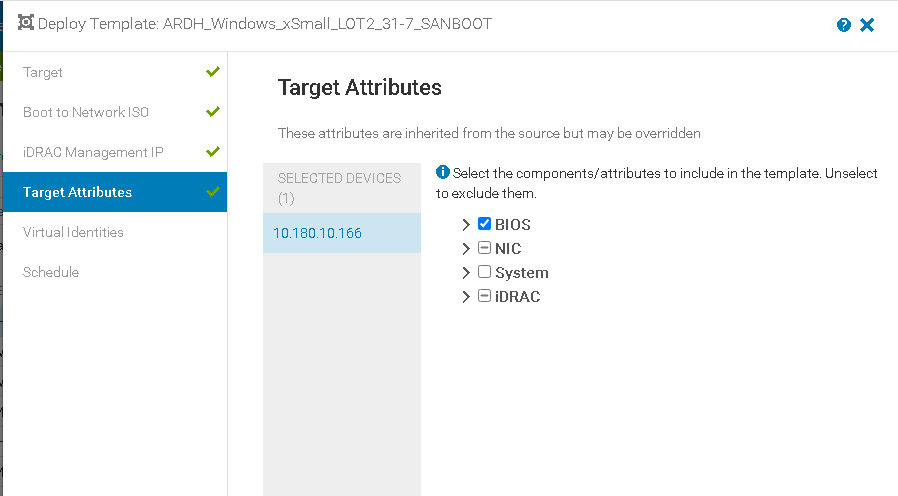 Deploy Template: ARDH_Windows_xSmall_LOT2_31-7_SANBOOT
Target
Boot to Network ISO
iDRAC Management IP
Target Attributes
Virtual Identities
Schedule
Target Attributes
These attributes are inherited from the source but may be overridden
SELECTED DEVICES
(1)
10.180.10.166
Select the components/attributes to include in the template. Unselect
to exclude them.
BIOS
NIC
System
iDRAC